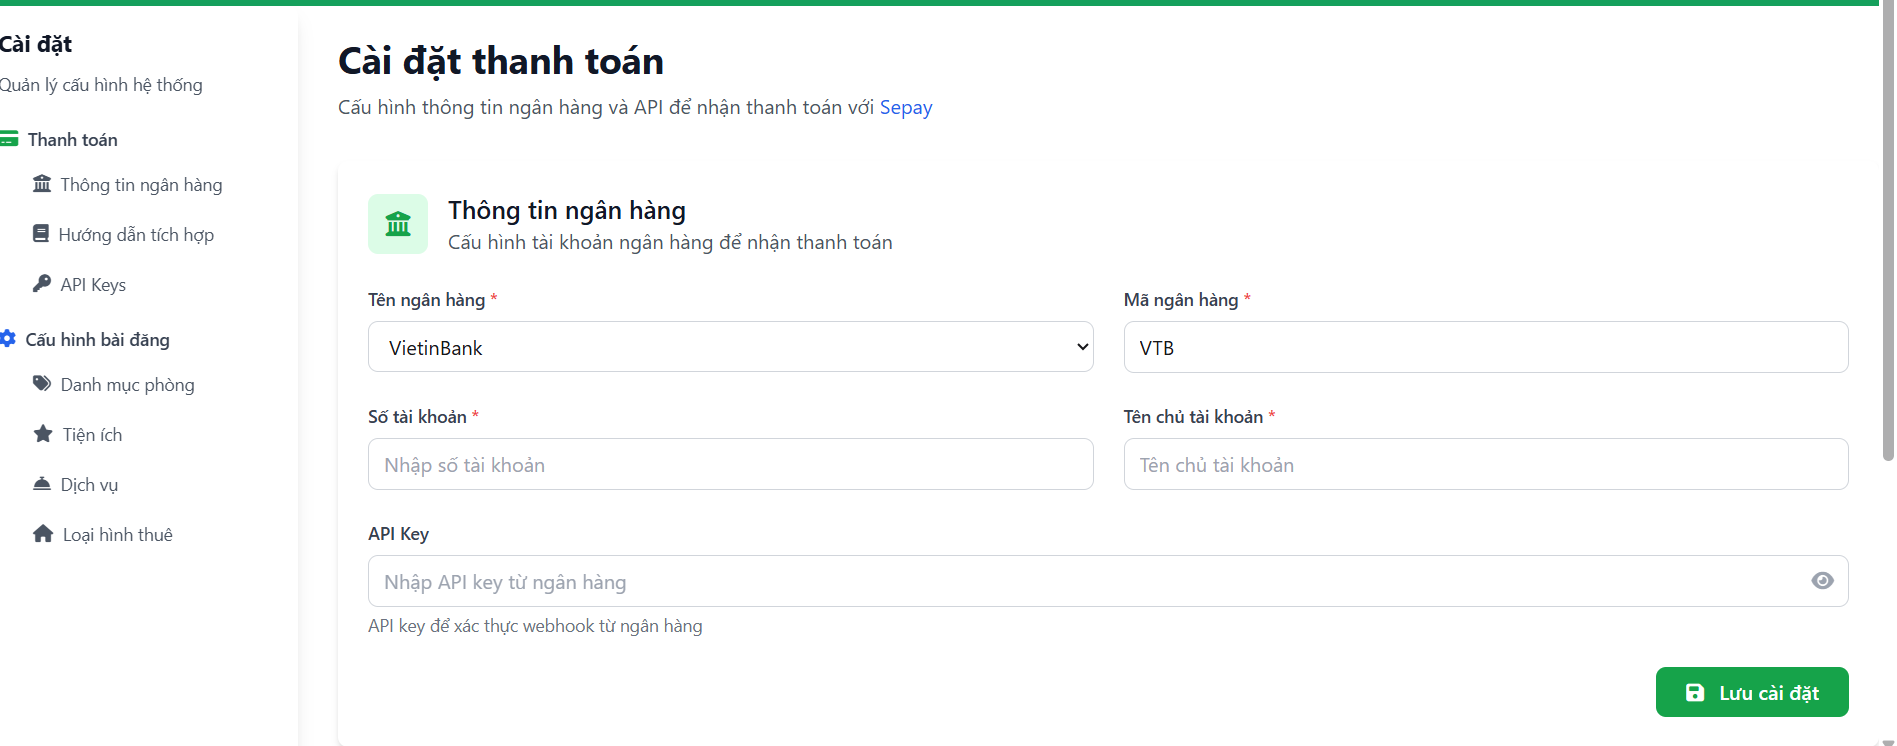 Cài đặt
Quản lý cấu hình hệ thống
Thanh toán
Thông tin ngân hàng
Hướng dẫn tích hợp
API Keys
Cấu hình bài đăng
Danh mục phòng
Tiện ích
Dịch vụ
Loại hình thuê
Cài đặt thanh toán
Cấu hình thông tin ngân hàng và API để nhận thanh toán với Sepay
Thông tin ngân hàng
Cấu hình tài khoản ngân hàng để nhận thanh toán
Tên ngân hàng *
VietinBank
Mã ngân hàng *
VTB
Số tài khoản *
Nhập số tài khoản
Tên chủ tài khoản *
Tên chủ tài khoản
API Key
Nhập API key từ ngân hàng
API key để xác thực webhook từ ngân hàng
Lưu cài đặt